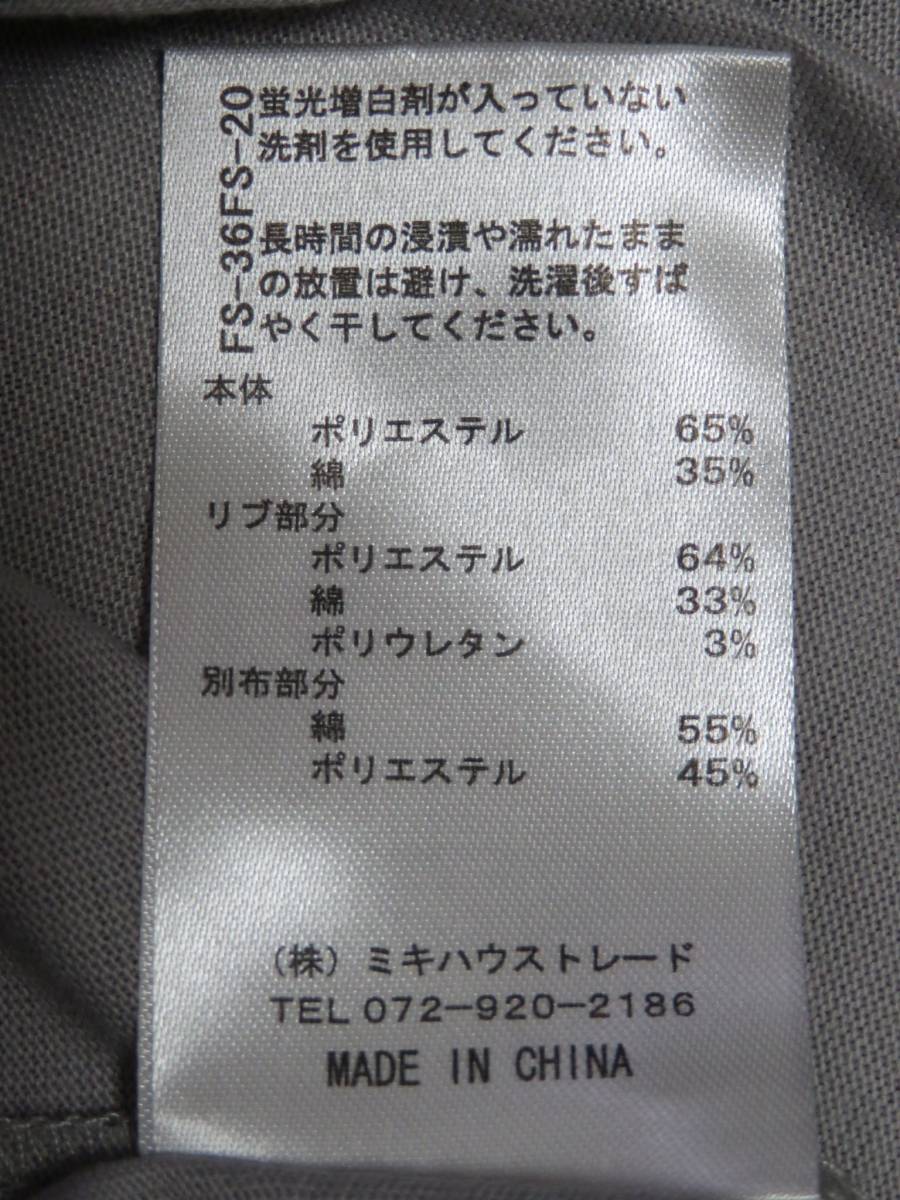 FS-36FS-20
蛍光増白剤が入っていない
洗剤を使用してください。
長時間の浸漬や濡れたまま
の放置は避け、洗濯後すば
やく干してください。
本体
ポリエステル 65%
綿 35%
リブ部分
ポリエステル 64%
綿 33%
ポリウレタン 3%
別布部分
綿 55%
ポリエステル 45%
(株)ミキハウストレード
TEL 072-920-2186
MADE IN CHINA